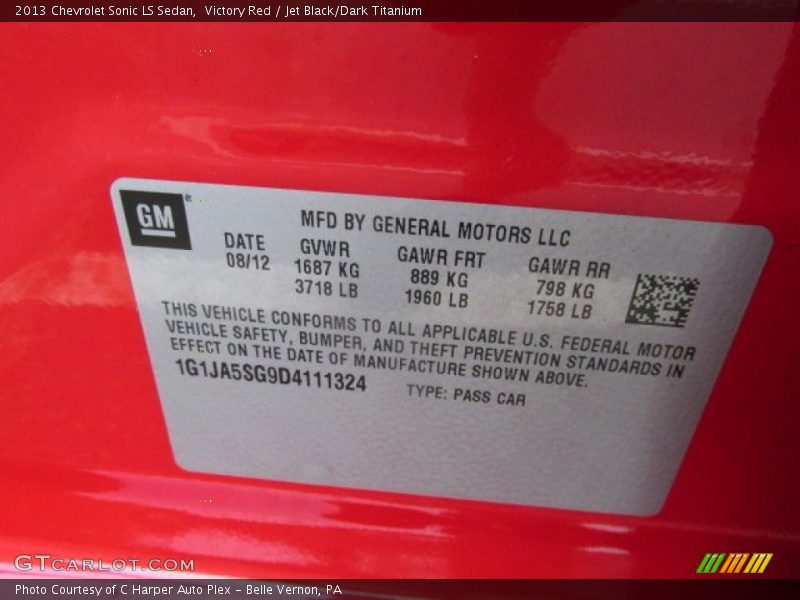 2013 Chevrolet Sonic LS Sedan, Victory Red / Jet Black/Dark Titanium
GM®
MFD BY GENERAL MOTORS LLC
DATE GVWR GAWR FRT GAWR RR
08/12 1687 KG 889 KG 798 KG
3718 LB 1960 LB 1758 LB
THIS VEHICLE CONFORMS TO ALL APPLICABLE U.S. FEDERAL MOTOR
VEHICLE SAFETY, BUMPER, AND THEFT PREVENTION STANDARDS IN
EFFECT ON THE DATE OF MANUFACTURE SHOWN ABOVE.
1G1JA5SG9D4111324 TYPE: PASS CAR
GTCARLOT.COM
Photo Courtesy of C Harper Auto Plex - Belle Vernon, PA